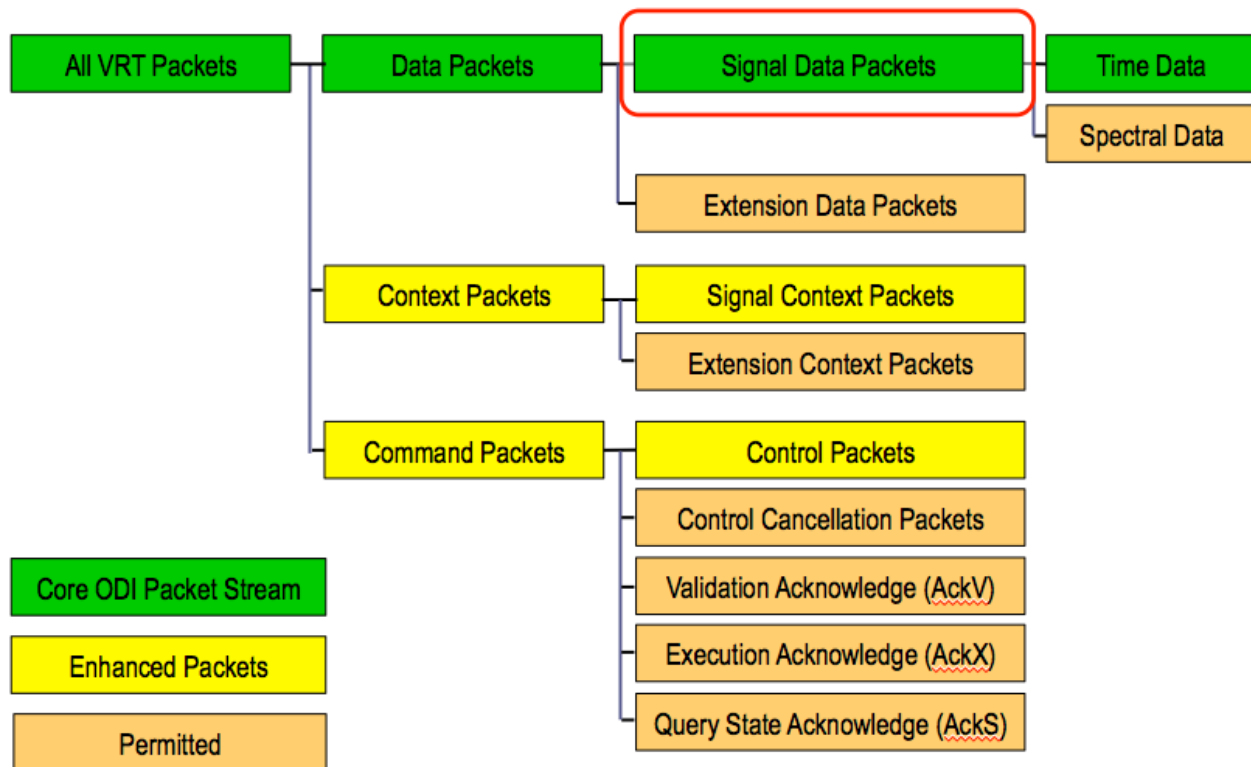 All VRT Packets
Data Packets
Signal Data Packets
Time Data
Spectral Data
Extension Data Packets
Context Packets
Signal Context Packets
Extension Context Packets
Command Packets
Control Packets
Control Cancellation Packets
Validation Acknowledge (AckV)
Execution Acknowledge (AckX)
Query State Acknowledge (AckS)
Core ODI Packet Stream
Enhanced Packets
Permitted